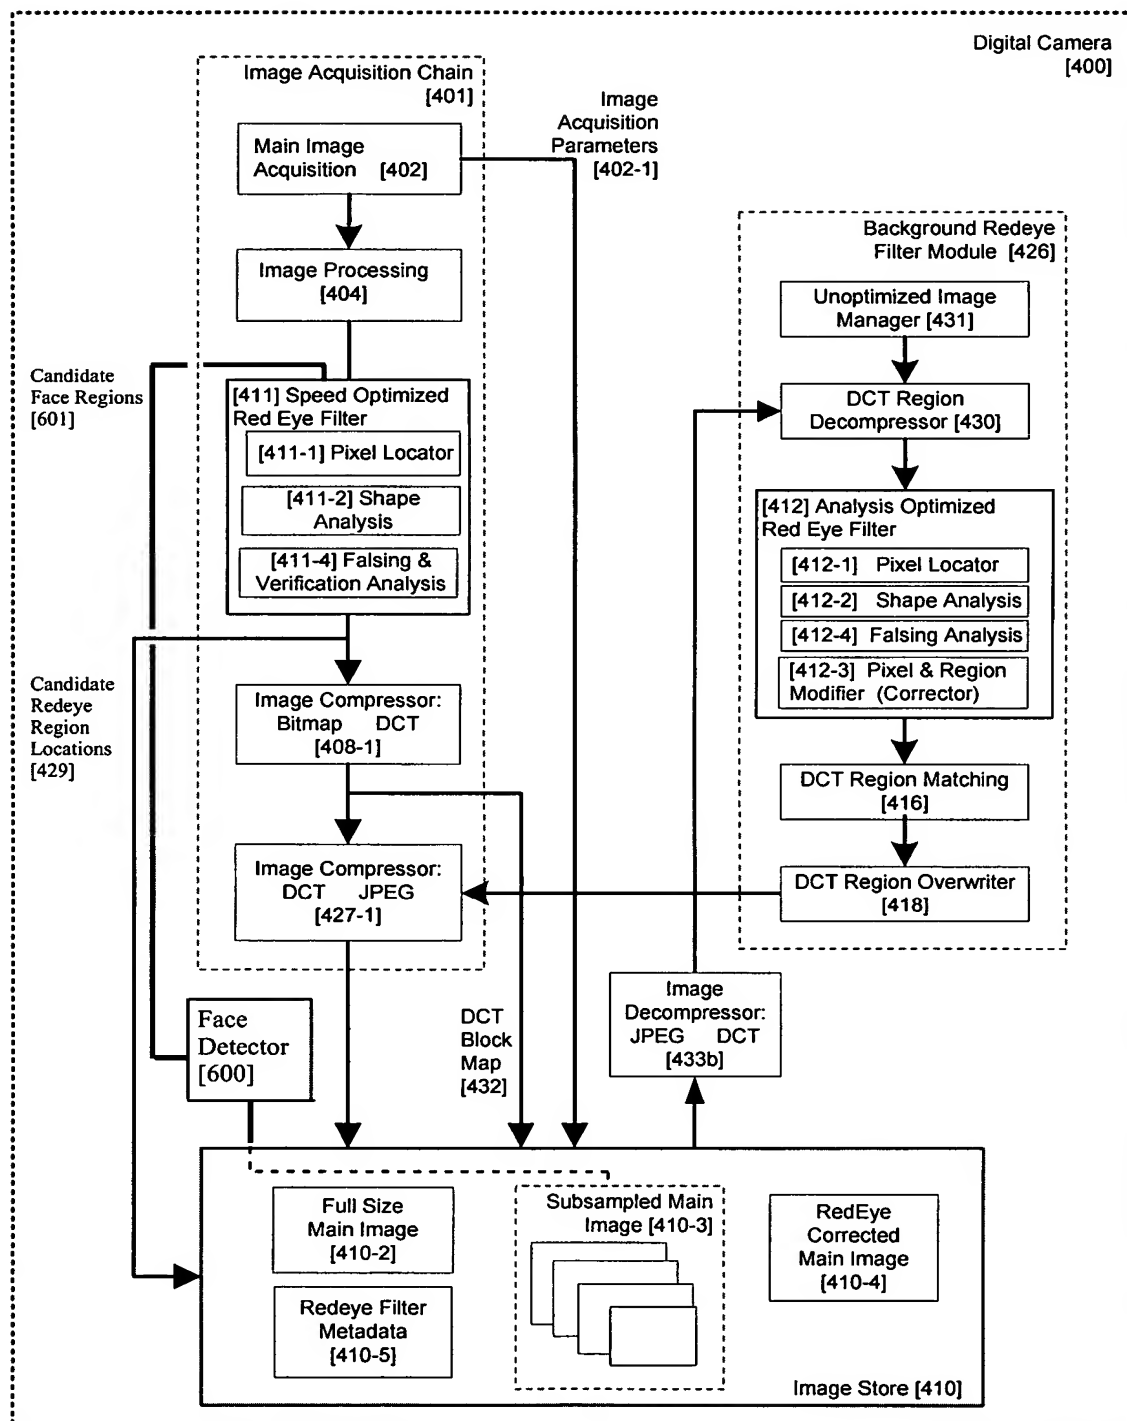 Digital Camera
[400]
Image Acquisition Chain
[401]
Main Image
Acquisition [402]
Image
Acquisition
Parameters
[402-1]
Image Processing
[404]
Candidate
Face Regions
[601]
[411] Speed Optimized
Red Eye Filter
[411-1] Pixel Locator
[411-2] Shape
Analysis
[411-4] Falsing &
Verification Analysis
Candidate
Redeye
Region
Locations
[429]
Image Compressor:
Bitmap DCT
[408-1]
Image Compressor:
DCT JPEG
[427-1]
Background Redeye
Filter Module [426]
Unoptimized Image
Manager [431]
DCT Region
Decompressor [430]
[412] Analysis Optimized
Red Eye Filter
[412-1] Pixel Locator
[412-2] Shape Analysis
[412-4] Falsing Analysis
[412-3] Pixel & Region
Modifier (Corrector)
DCT Region Matching
[416]
DCT Region Overwriter
[418]
Face
Detector
[600]
DCT
Block
Map
[432]
Image
Decompressor:
JPEG DCT
[433b]
Full Size
Main Image
[410-2]
Redeye Filter
Metadata
[410-5]
Subsampled Main
Image [410-3]
RedEye
Corrected
Main Image
[410-4]
Image Store [410]